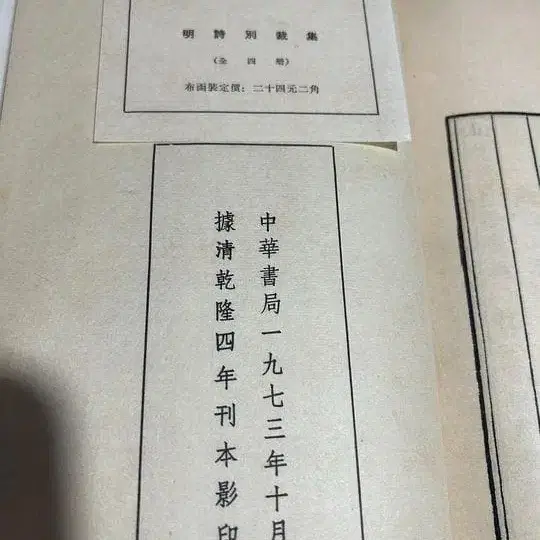 明詩別裁集
（全四册）
布函裝定價：二十四元二角
中華書局一九七三年十月
據清乾隆四年刊本影印